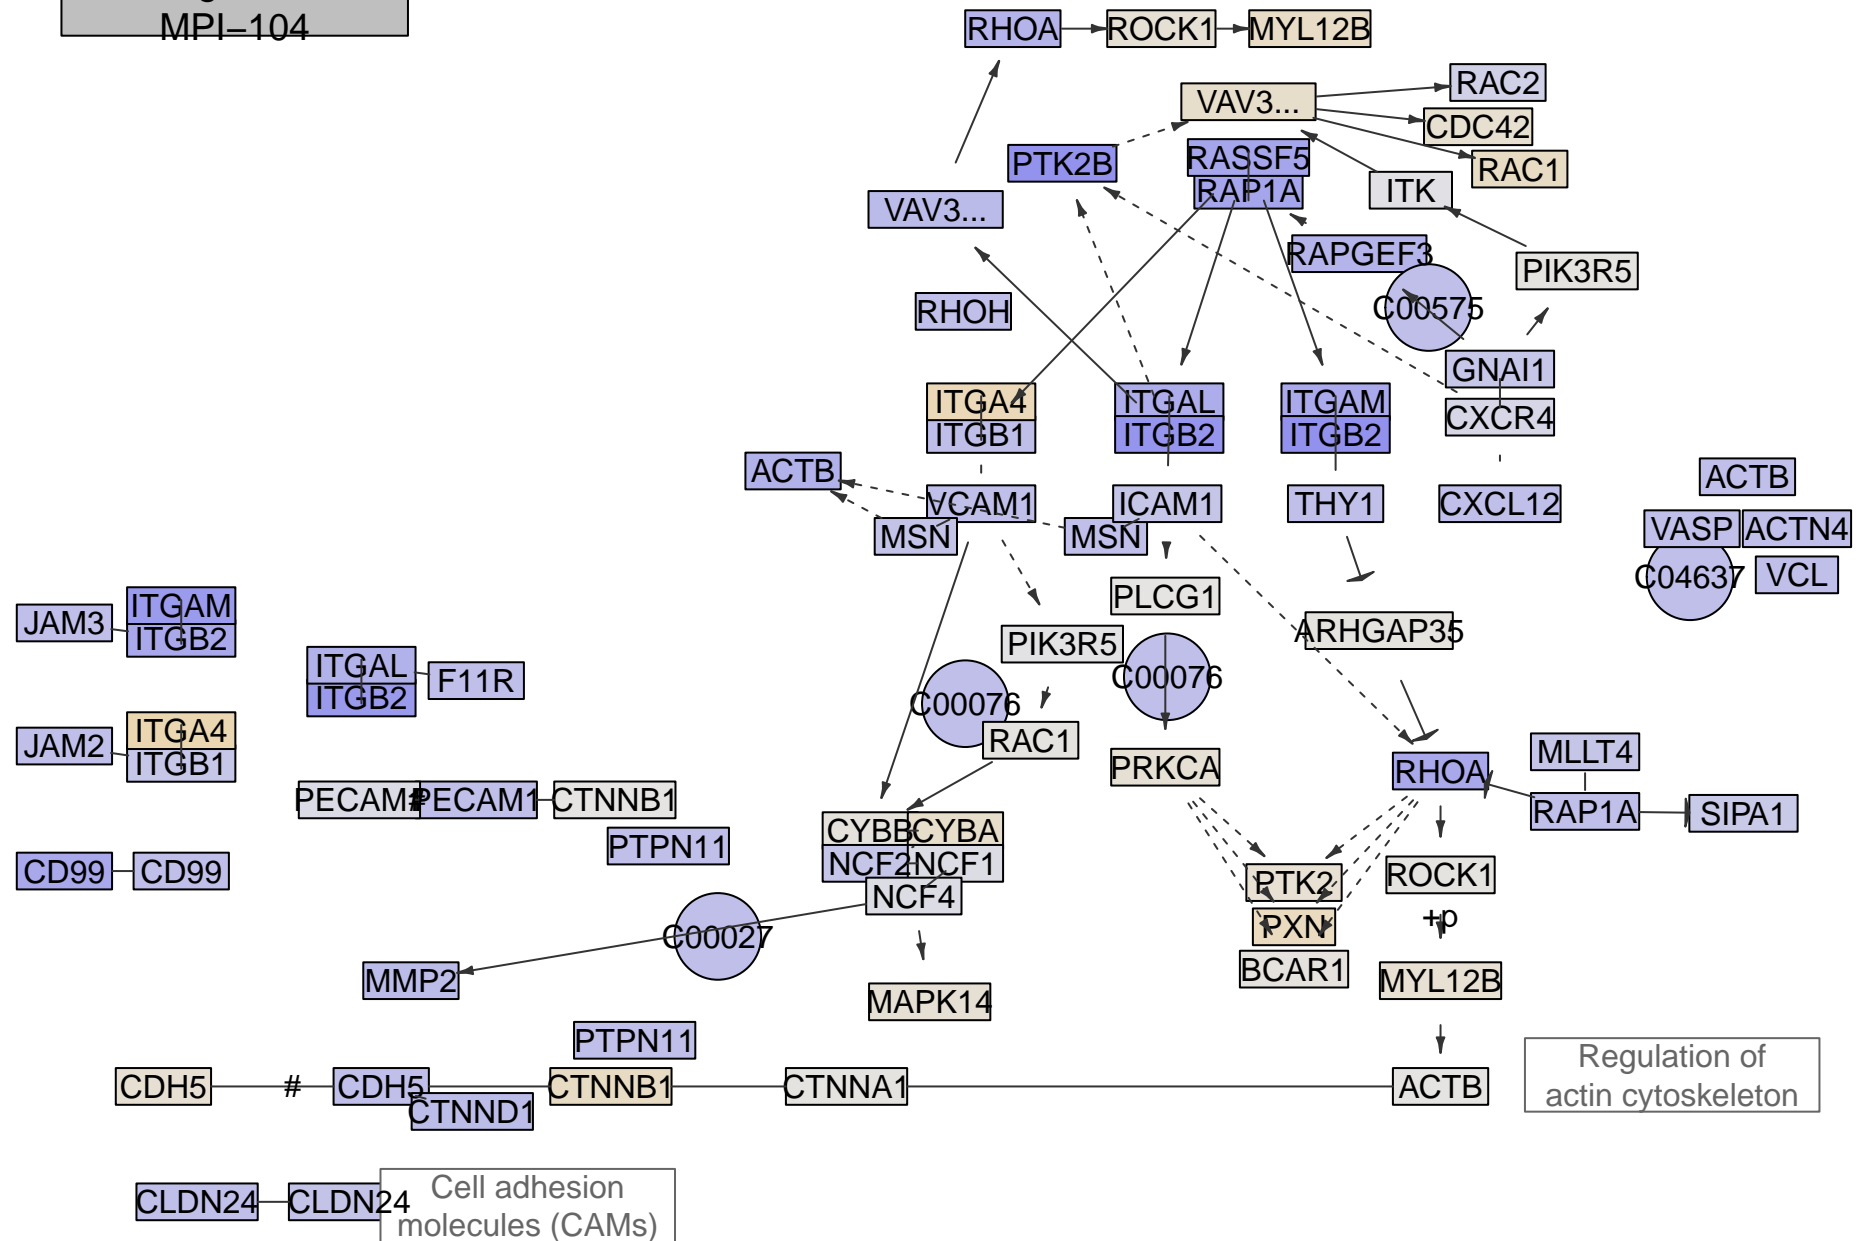 MPI−104
RHOA
ROCK1
MYL12B
RAC2
VAV3...
CDC42
RASSF5
PTK2B
RAC1
RAP1A
ITK
VAV3...
RAPGEF3
PIK3R5
RHOH
C00575
GNAI1
ITGA4
ITGAL
ITGAM
CXCR4
ITGB1
ITGB2
ITGB2
ACTB
ACTB
VCAM1
ICAM1
THY1
CXCL12
MSN
MSN
VASP
ACTN4
C04637
VCL
PLCG1
ITGAM
JAM3
ITGB2
ARHGAP35
PIK3R5
ITGAL
F11R
C00076
ITGB2
C00076
ITGA4
JAM2
RAC1
MLLT4
ITGB1
PRKCA
RHOA
PECAM1
#
PECAM1
CTNNB1
RAP1A
SIPA1
CYBB
CYBA
PTPN11
NCF2
NCF1
CD99
CD99
ROCK1
PTK2
NCF4
+p
PXN
C00027
BCAR1
MMP2
MYL12B
MAPK14
PTPN11
Regulation of
actin cytoskeleton
CDH5
#
CDH5
CTNNB1
CTNNA1
ACTB
CTNND1
CLDN24
CLDN24
Cell adhesion
molecules (CAMs)